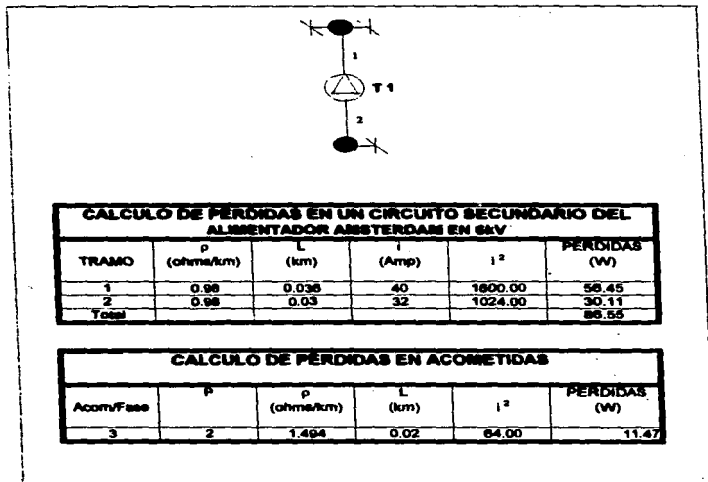 1
T 1
2
CALCULO DE PERDIDAS EN UN CIRCUITO SECUNDARIO DEL
ALIMENTADOR AMSTERDAM EN 6kV
TRAMO ρ (ohms/km) L (km) I (Amp) I² PERDIDAS (W)
1 0.98 0.036 40 1600.00 56.45
2 0.98 0.03 32 1024.00 30.11
Total 86.55
CALCULO DE PERDIDAS EN ACOMETIDAS
Acom/Fase P ρ (ohms/km) L (km) I² PERDIDAS (W)
3 2 1.494 0.02 64.00 11.47